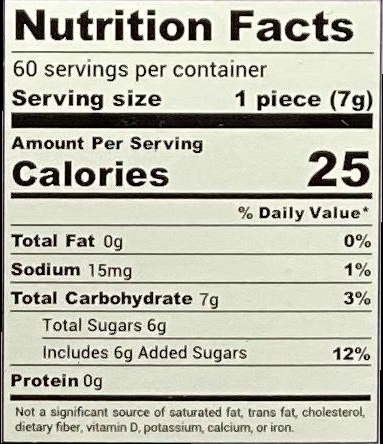 Nutrition Facts
60 servings per container
Serving size 1 piece (7g)
Amount Per Serving
Calories 25
% Daily Value*
Total Fat 0g 0%
Sodium 15mg 1%
Total Carbohydrate 7g 3%
Total Sugars 6g
Includes 6g Added Sugars 12%
Protein 0g
Not a significant source of saturated fat, trans fat, cholesterol,
dietary fiber, vitamin D, potassium, calcium, or iron.